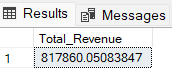 Results Messages
Total_Revenue
1 817860.05083847